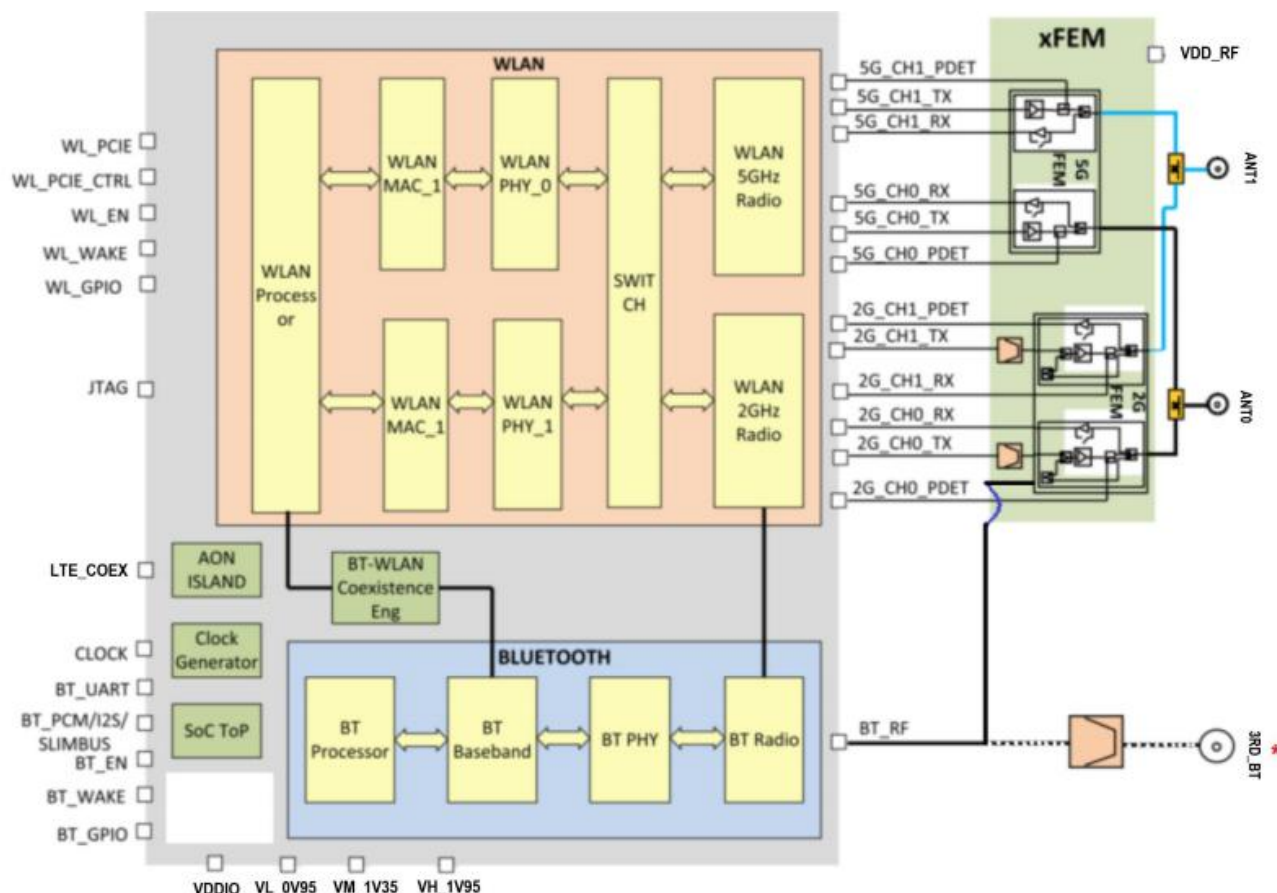 xFEM
VDD_RF
WLAN
5G_CH1_PDET
5G_CH1_TX
5G_CH1_RX
5G
FEM
ANT1
WL_PCIE
WL_PCIE_CTRL
WL_EN
WL_WAKE
WL_GPIO
JTAG
WLAN
Process
or
WLAN
MAC_1
WLAN
PHY_0
SWIT
CH
WLAN
5GHz
Radio
5G_CH0_RX
5G_CH0_TX
5G_CH0_PDET
WLAN
MAC_1
WLAN
PHY_1
WLAN
2GHz
Radio
2G_CH1_PDET
2G_CH1_TX
2G_CH1_RX
2G
FEM
ANT0
2G_CH0_RX
2G_CH0_TX
2G_CH0_PDET
LTE_COEX
AON
ISLAND
BT-WLAN
Coexistence
Eng
CLOCK
Clock
Generator
BT_UART
BT_PCM/I2S/
SLIMBUS
SoC ToP
BT_EN
BT_WAKE
BT_GPIO
BLUETOOTH
BT
Processor
BT
Baseband
BT PHY
BT Radio
BT_RF
3RD_BT
*
VDDIO
VL_0V95
VM_1V35
VH_1V95